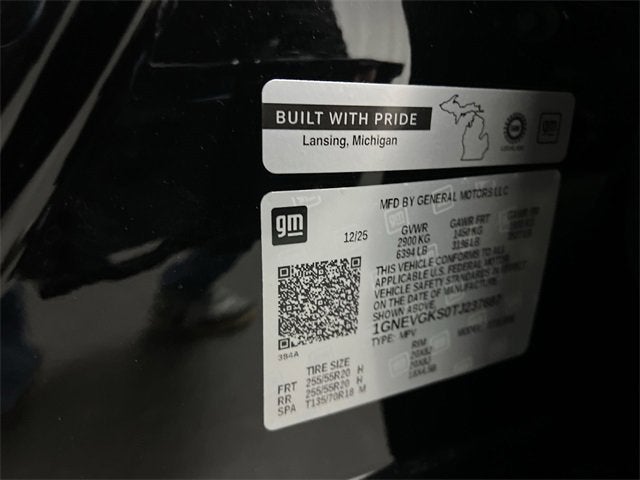 BUILT WITH PRIDE
Lansing, Michigan
gm
gm
MFD BY GENERAL MOTORS LLC
12/25
GVWR
2900 KG
6394 LB
GAWR FRT
1450 KG
3196 LB
THIS VEHICLE CONFORMS TO ALL
APPLICABLE U.S. FEDERAL MOTOR
VEHICLE SAFETY STANDARDS IN EFFECT
ON THE DATE OF MANUFACTURE
SHOWN ABOVE.
TYPE: MPV
384A
TIRE SIZE
RIM
FRT 255/55R20 H 20X8J
RR 255/55R20 H 20X8J
SPA T135/70R18 M 18X4.5B